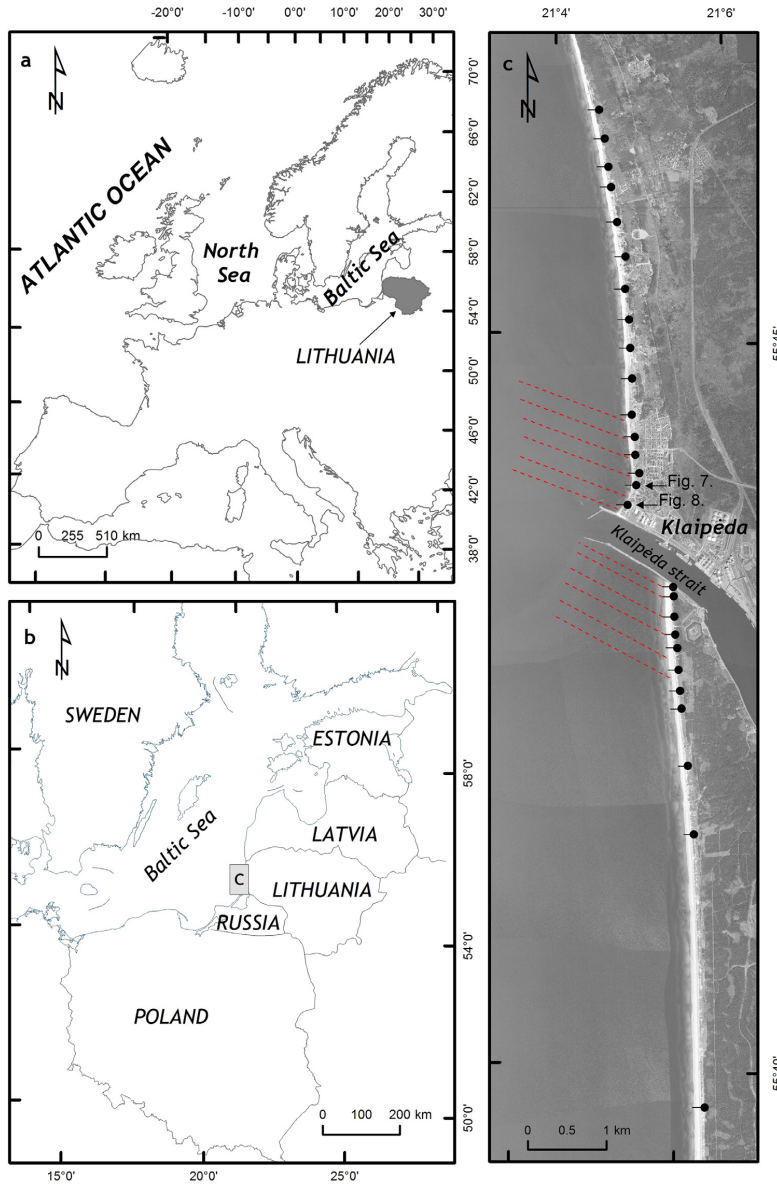 -20°0' -10°0' 0°0' 10°0' 20°0' 30°0'
a
N
ATLANTIC OCEAN
North
Sea
Baltic Sea
LITHUANIA
0 255 510 km
70°0'
66°0'
62°0'
58°0'
54°0'
50°0'
46°0'
42°0'
38°0'
b
N
SWEDEN
ESTONIA
Baltic Sea
LATVIA
C
LITHUANIA
RUSSIA
POLAND
0 100 200 km
58°0'
54°0'
50°0'
15°0' 20°0' 25°0'
21°4' 21°6'
c
N
Fig. 7.
Fig. 8.
Klaipėda
Klaipėda strait
0 0.5 1 km
55°45'
55°40'